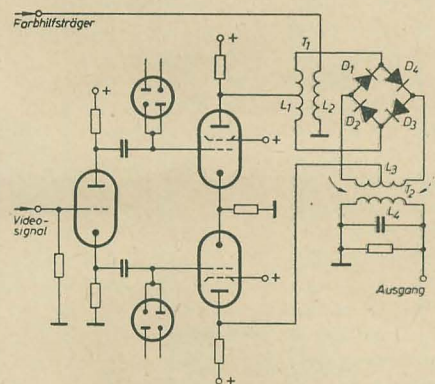 Farbhilfsträger
+
+
T₁
D₁
D₄
L₁
L₂
D₂
D₃
+
L₃
T₂
L₄
Video-
signal
+
Ausgang
+